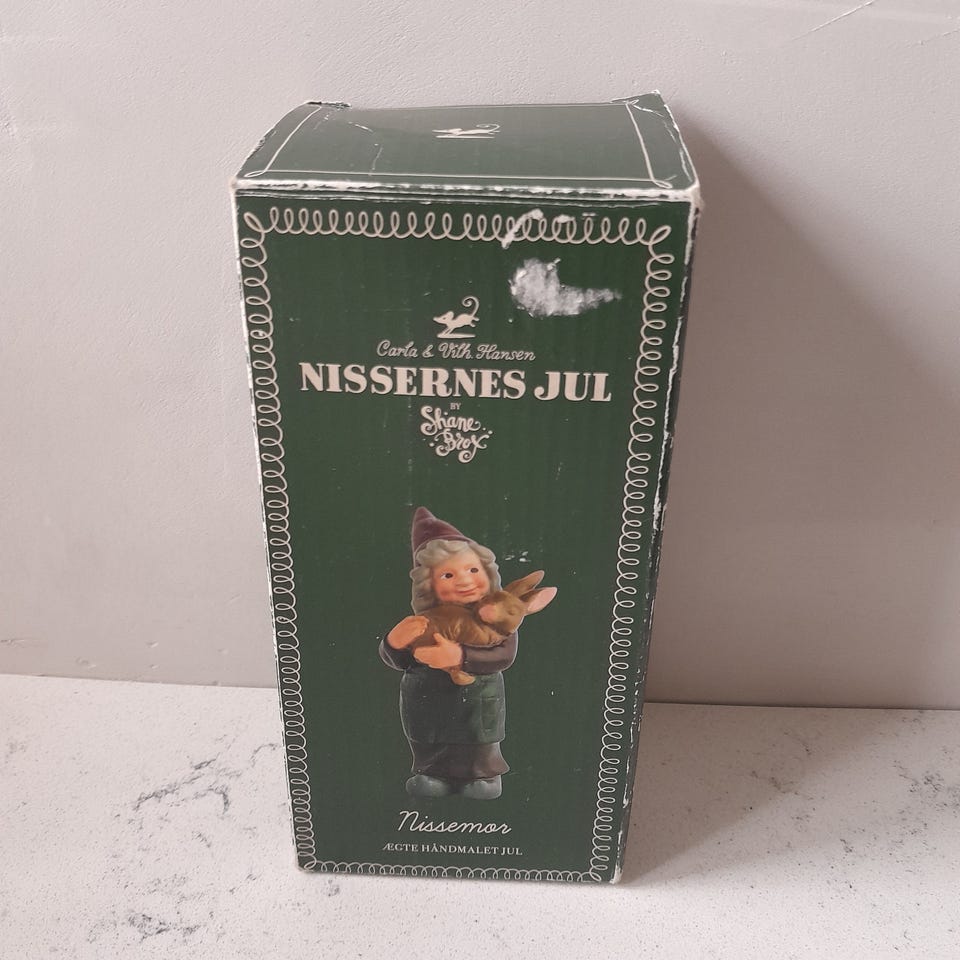 Carla & Vilh. Hansen
NISSERNES JUL
BY
Shane
Brox
Nissemor
ÆGTE HÅNDMALET JUL